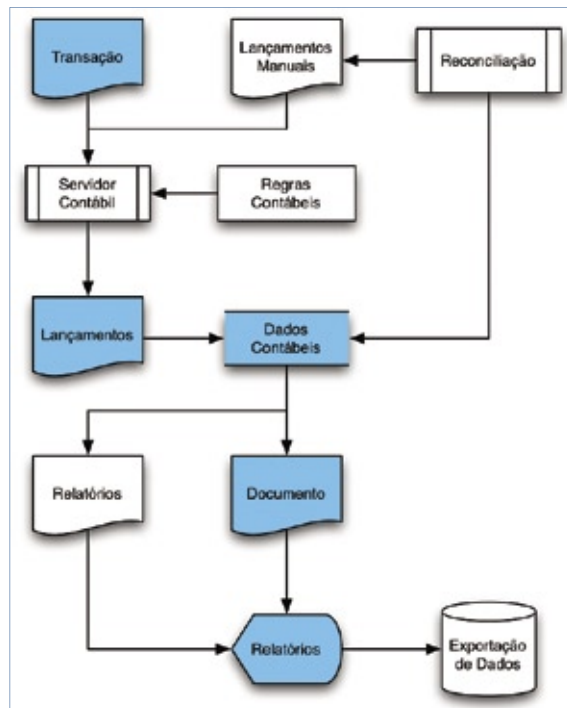 Transação
Lançamentos
Manuais
Reconciliação
Servidor
Contábil
Regras
Contábeis
Lançamentos
Dados
Contábeis
Relatórios
Documento
Relatórios
Exportação
de Dados